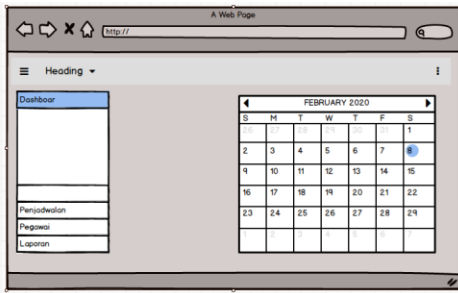 A Web Page
http://
Heading
Dashboar
Penjadwalan
Pegawai
Laporan
FEBRUARY 2020
S M T W T F S
26 27 28 29 30 31 1
2 3 4 5 6 7 8
9 10 11 12 13 14 15
16 17 18 19 20 21 22
23 24 25 26 27 28 29
1 2 3 4 5 6 7